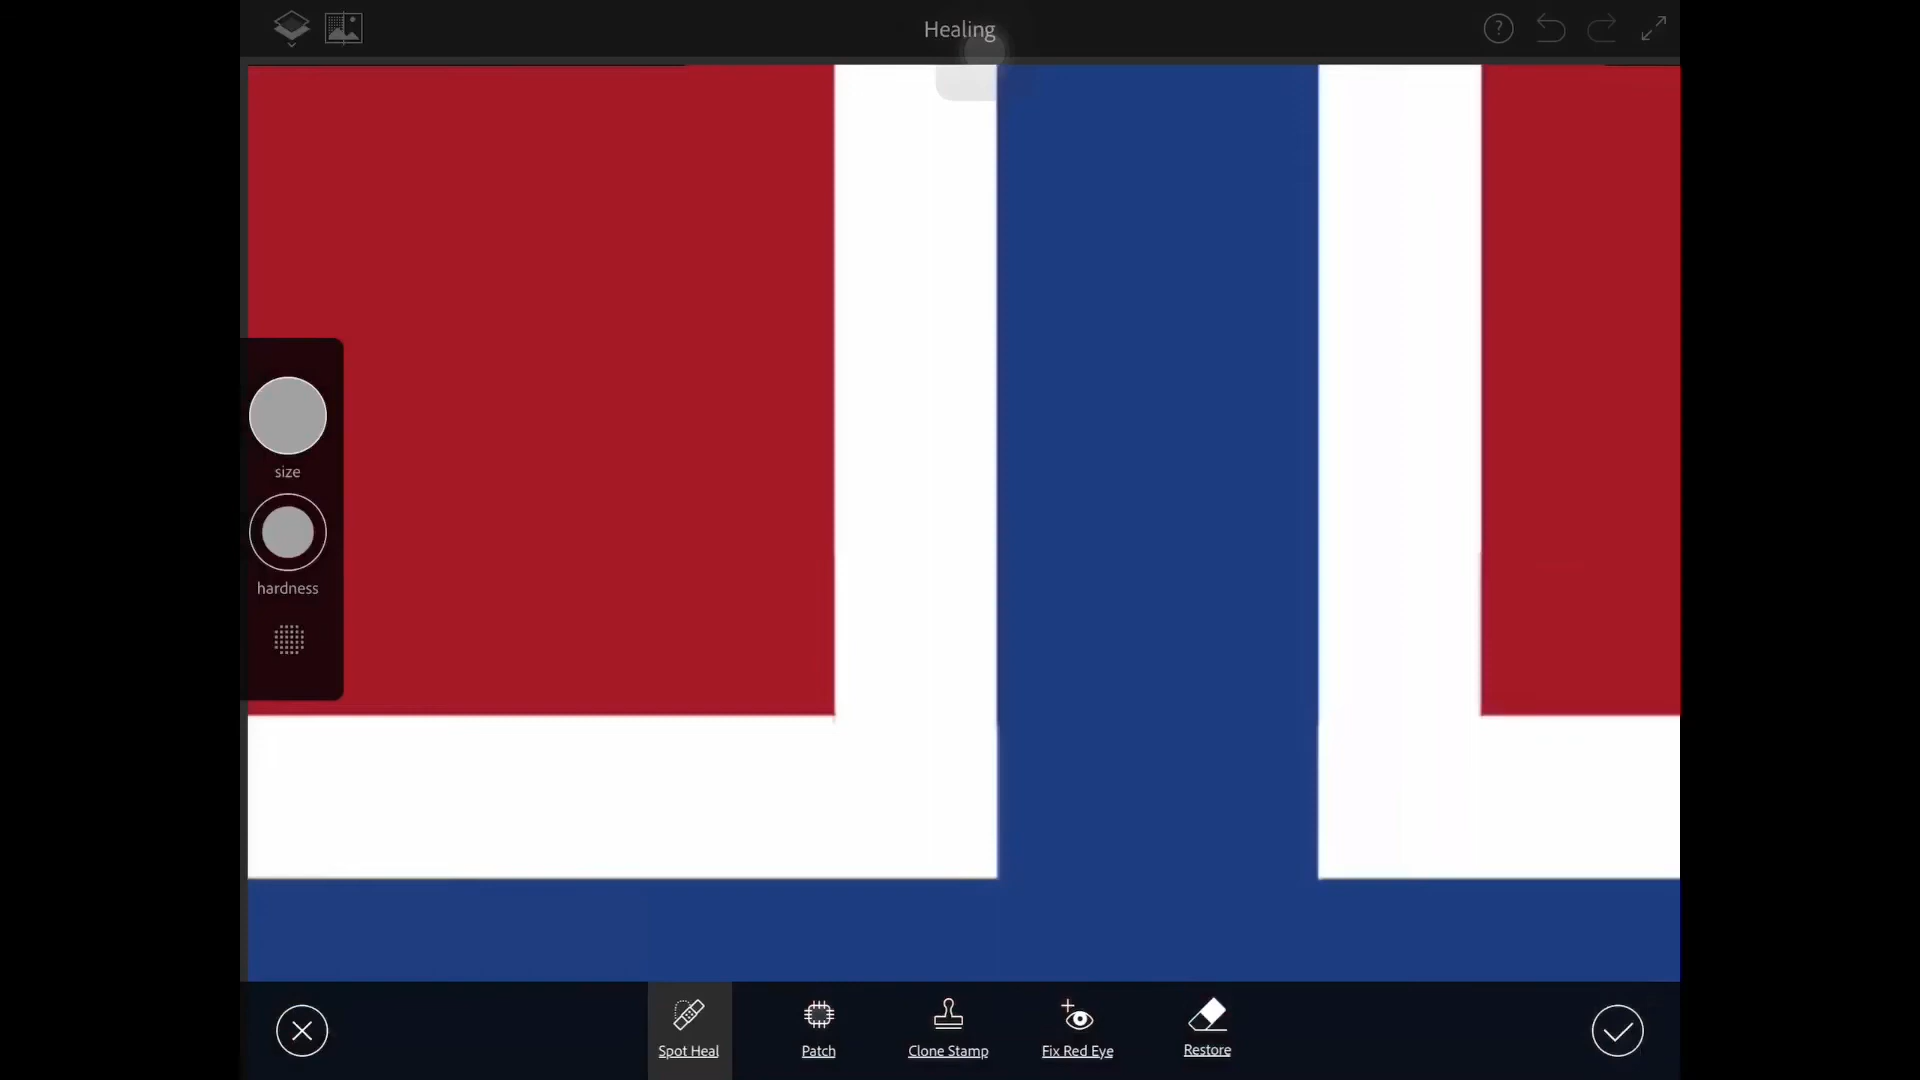 Healing
?
size
hardness
Spot Heal
Patch
Clone Stamp
Fix Red Eye
Restore